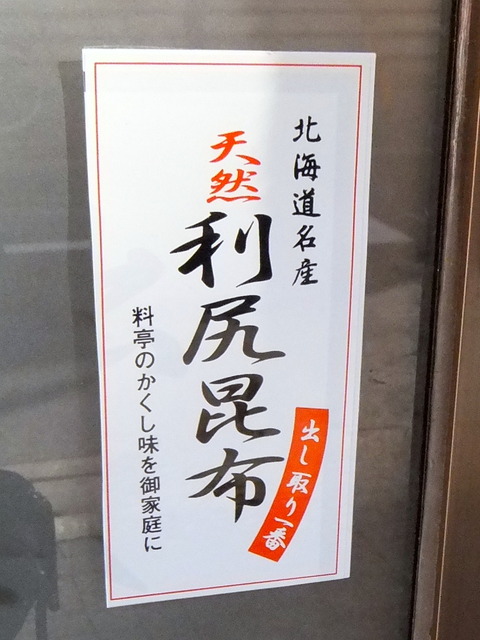 北海道名産
天然
利尻昆布
出し取り一番
料亭のかくし味を御家庭に